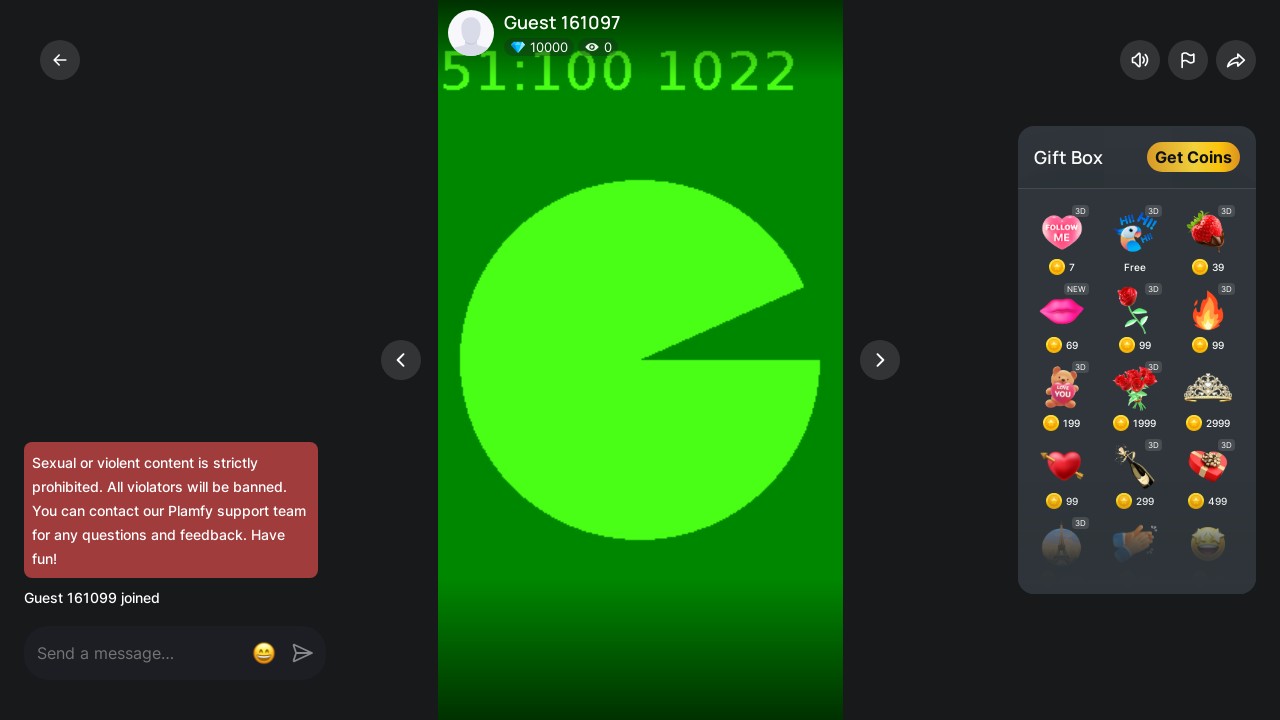 Guest 161097
10000 0
51:100 1022
Gift Box
Get Coins
3D 3D 3D
FOLLOW ME
Hi! Hi! Hi!
7 Free 39
NEW 3D 3D
69 99 99
3D 3D
LOVE YOU
199 1999 2999
3D 3D
99 299 499
3D
Sexual or violent content is strictly
prohibited. All violators will be banned.
You can contact our Plamfy support team
for any questions and feedback. Have
fun!
Guest 161099 joined
Send a message...